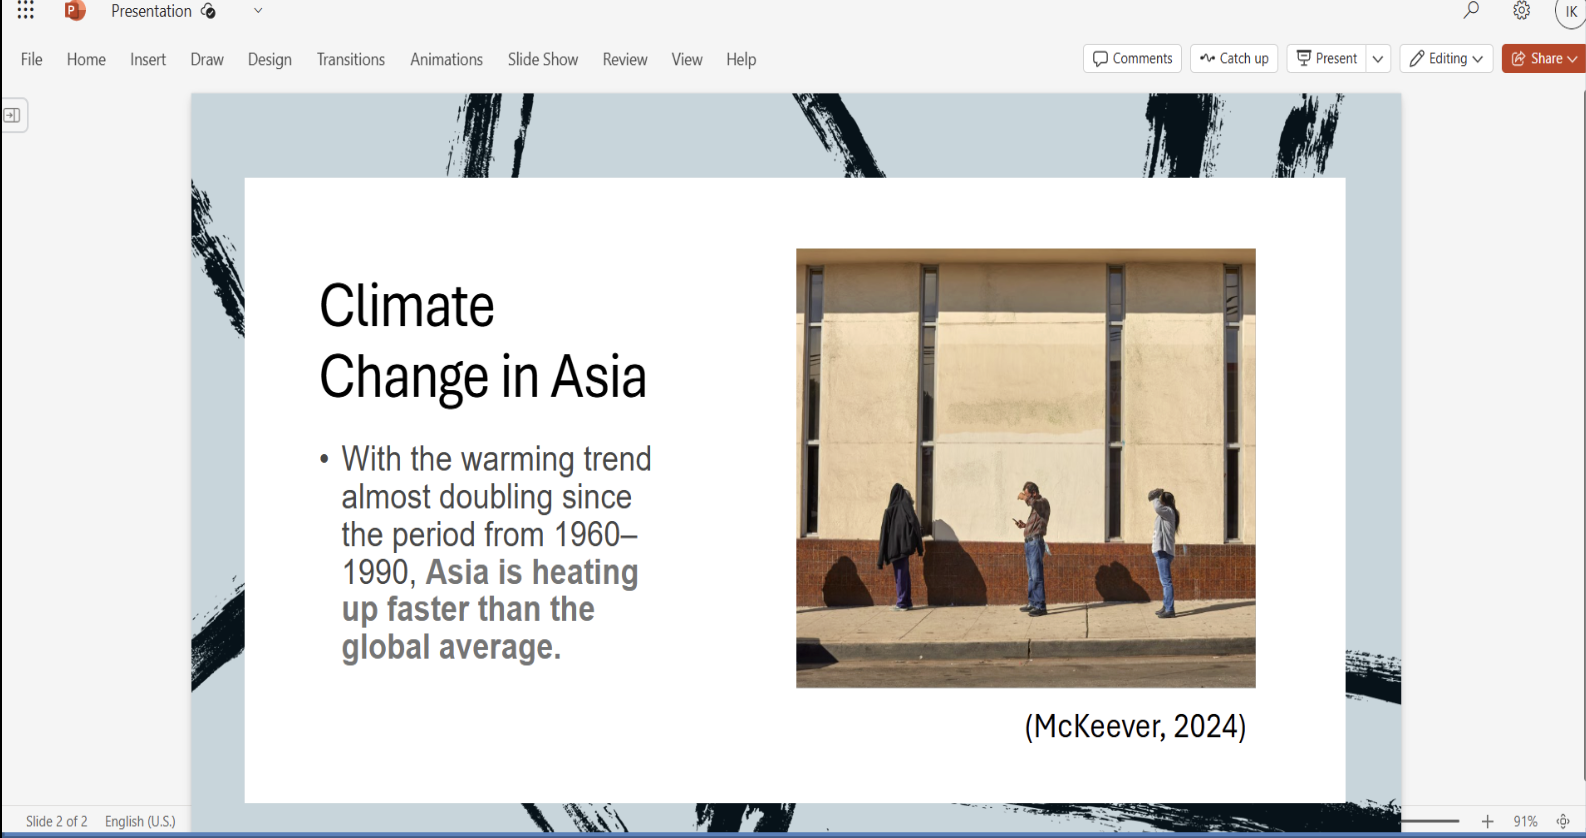 Presentation
IK
File Home Insert Draw Design Transitions Animations Slide Show Review View Help
Comments Catch up Present Editing Share
Climate
Change in Asia
• With the warming trend
almost doubling since
the period from 1960–
1990, Asia is heating
up faster than the
global average.
(McKeever, 2024)
Slide 2 of 2 English (U.S.)
91%